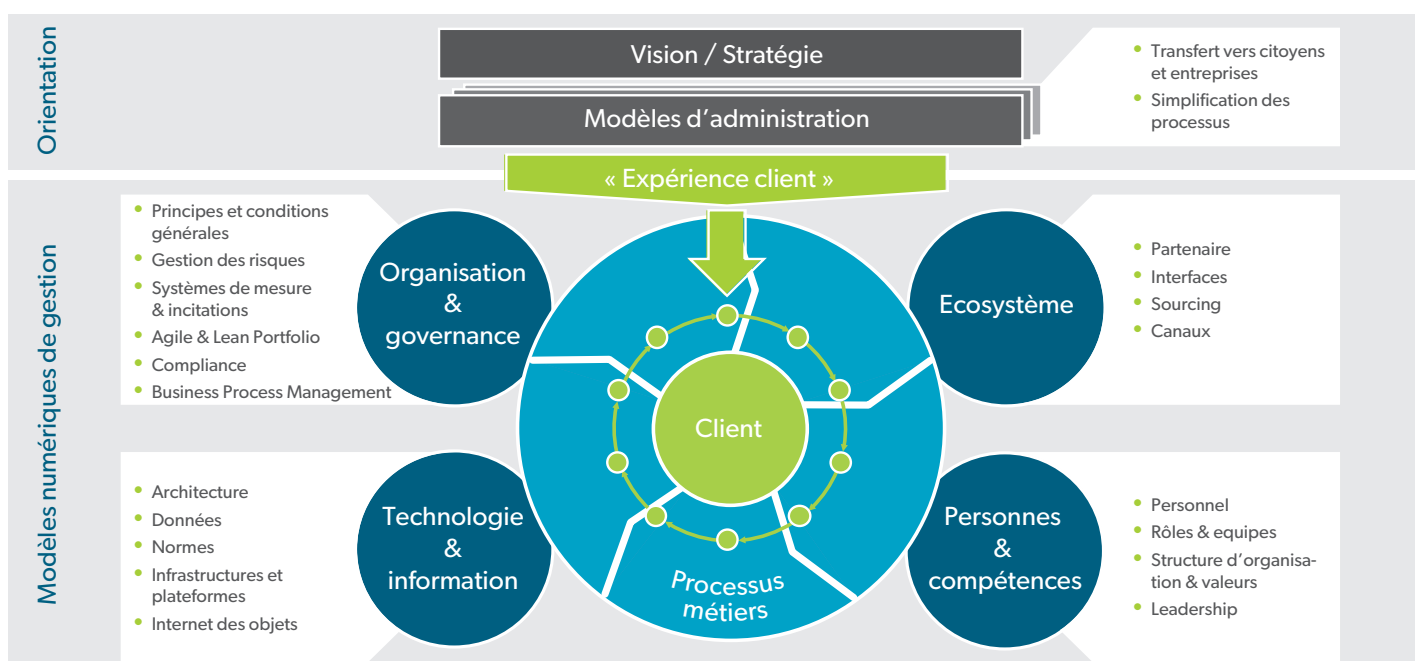 Orientation
Vision / Stratégie
Modèles d’administration
• Transfert vers citoyens
et entreprises
• Simplification des
processus
« Expérience client »
Modèles numériques de gestion
• Principes et conditions
générales
• Gestion des risques
• Systèmes de mesure
& incitations
• Agile & Lean Portfolio
• Compliance
• Business Process Management
Organisation
&
governance
Ecosystème
• Partenaire
• Interfaces
• Sourcing
• Canaux
Client
• Architecture
• Données
• Normes
• Infrastructures et
plateformes
• Internet des objets
Technologie
&
information
Processus
métiers
Personnes
&
compétences
• Personnel
• Rôles & equipes
• Structure d’organisa-
tion & valeurs
• Leadership